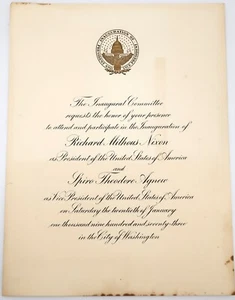 The Inaugural Committee
requests the honor of your presence
to attend and participate in the Inauguration of
Richard Milhous Nixon
as President of the United States of America
and
Spiro Theodore Agnew
as Vice President of the United States of America
on Saturday the twentieth of January
one thousand nine hundred and seventy-three
in the City of Washington